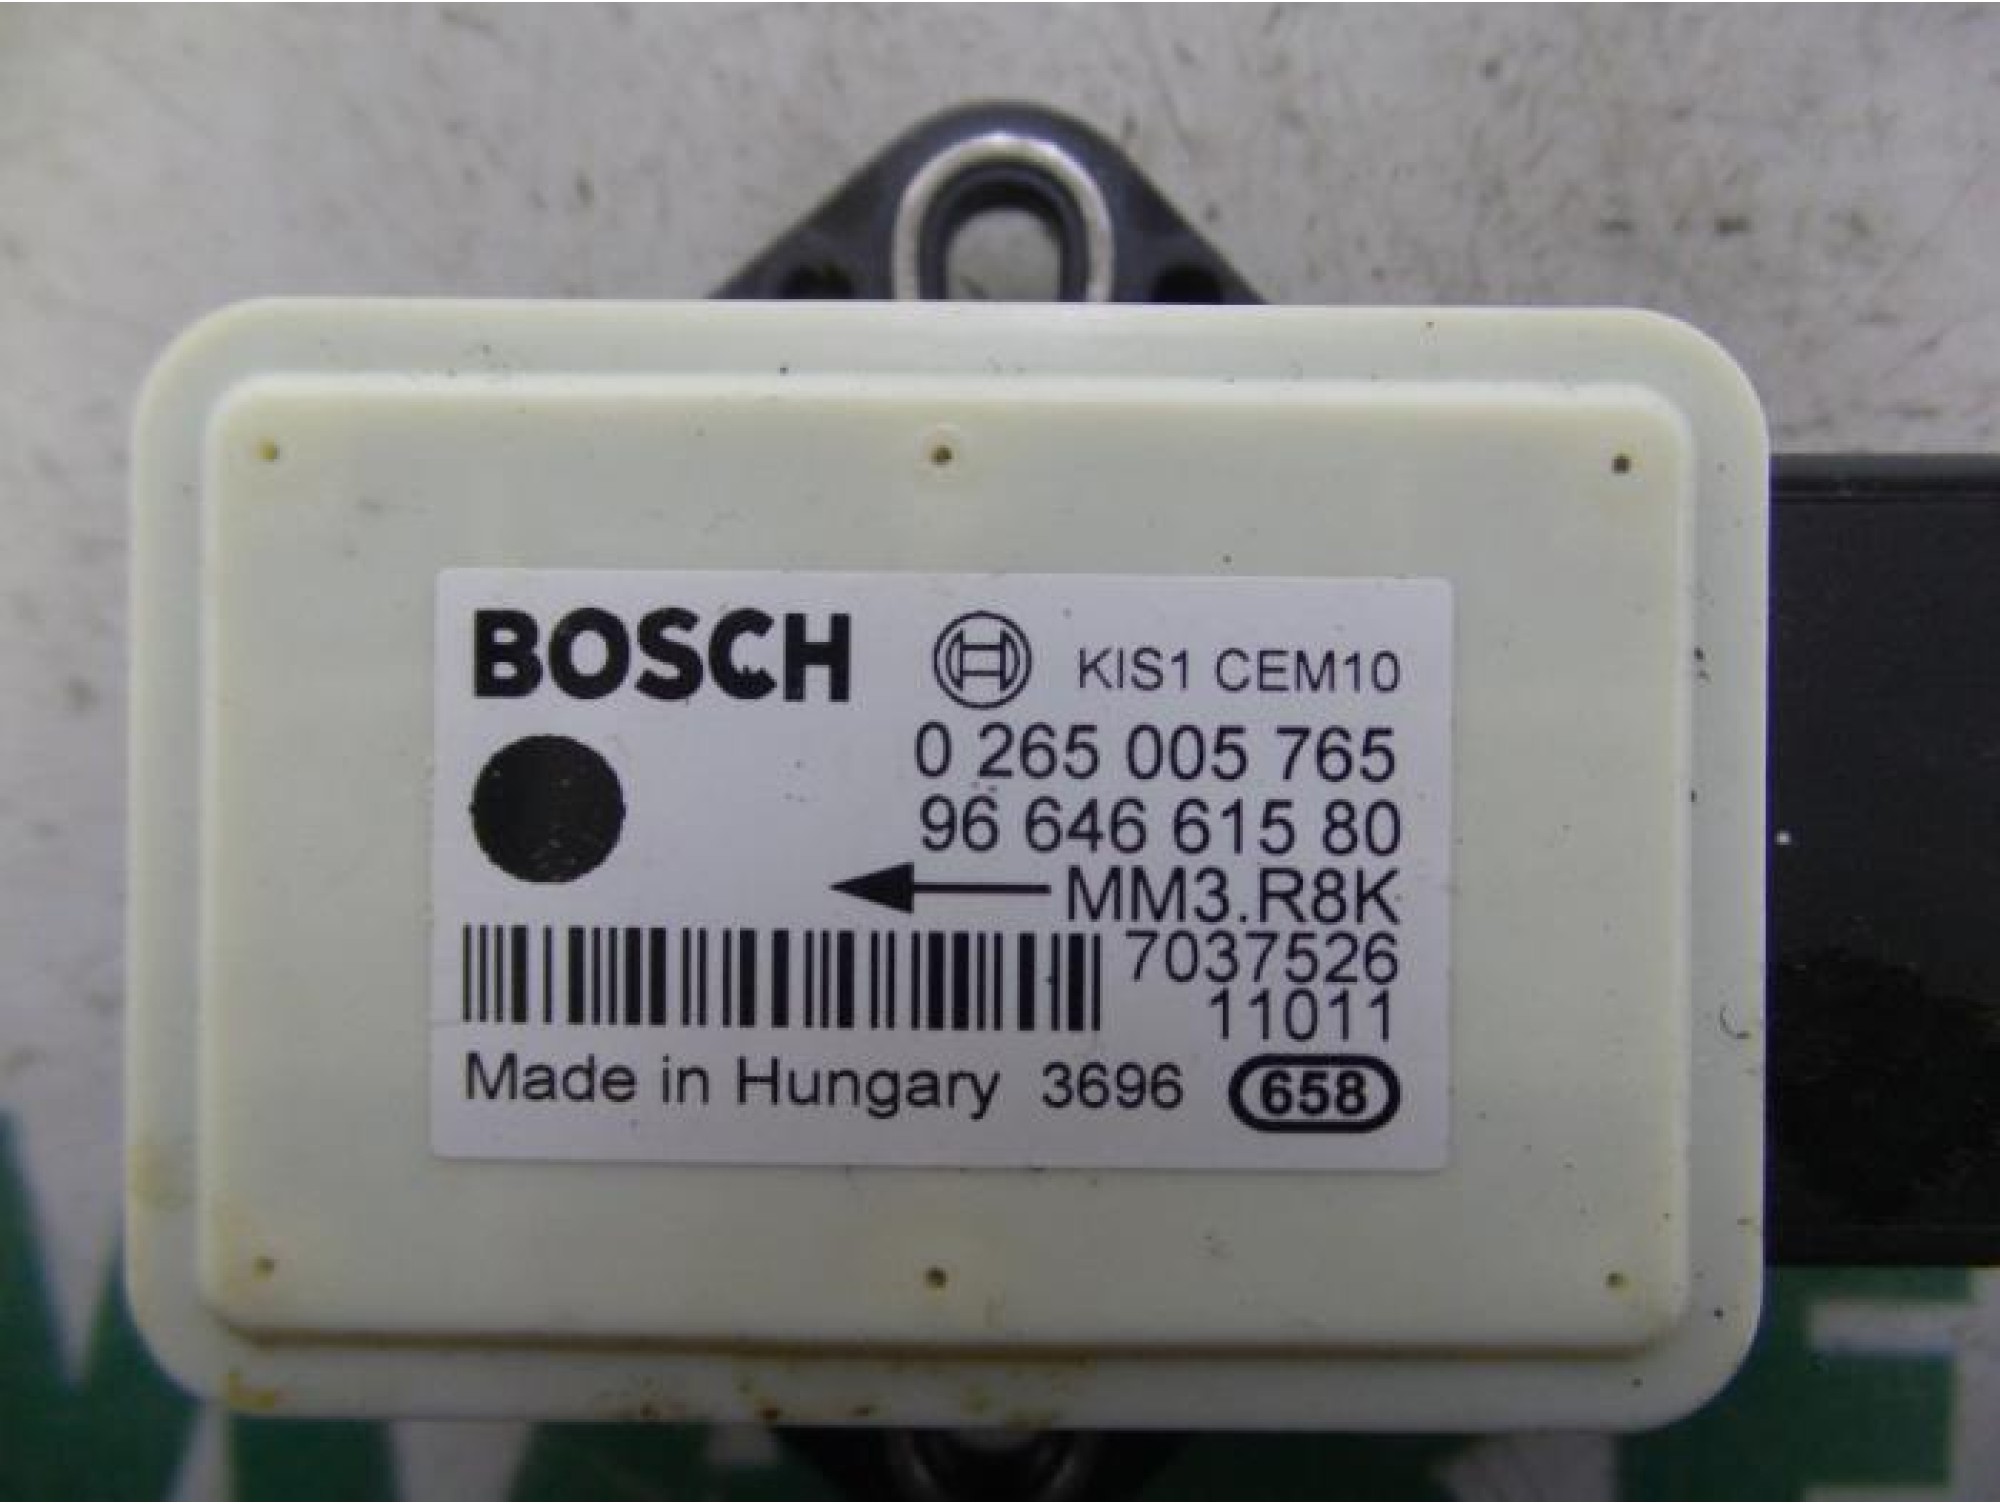 BOSCH KIS1 CEM10
0 265 005 765
96 646 615 80
MM3.R8K
7037526
11011
Made in Hungary 3696 658